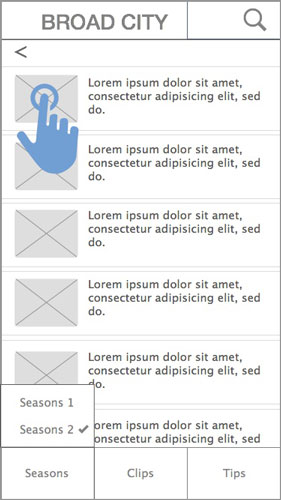 BROAD CITY
<
Lorem ipsum dolor sit amet,
consectetur adipisicing elit, sed
do.
Lorem ipsum dolor sit amet,
consectetur adipisicing elit, sed
do.
Lorem ipsum dolor sit amet,
consectetur adipisicing elit, sed
do.
Lorem ipsum dolor sit amet,
consectetur adipisicing elit, sed
do.
Lorem ipsum dolor sit amet,
consectetur adipisicing elit, sed
do.
orem ipsum dolor sit amet,
onsectetur adipisicing elit, sed
Seasons 1
Seasons 2
Seasons
Clips
Tips